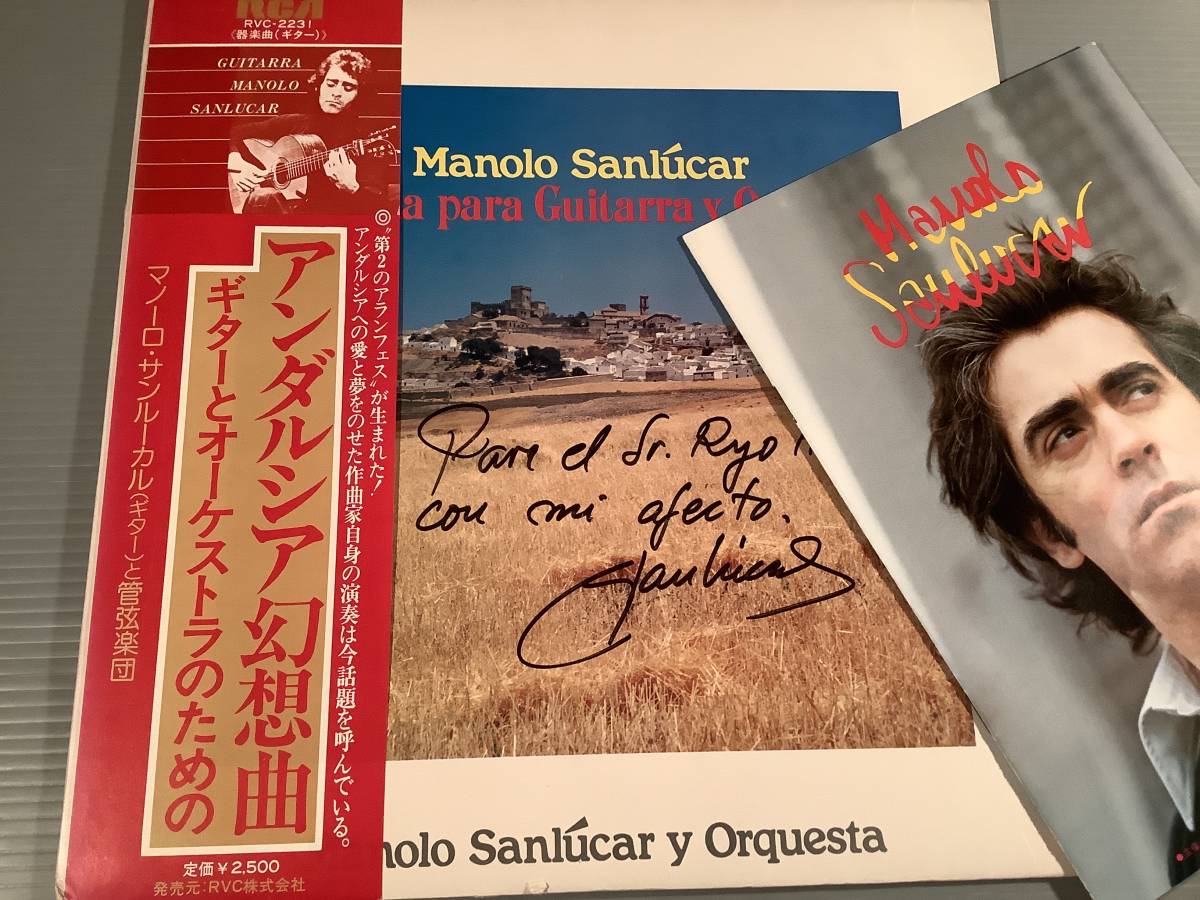 RCA
RVC-2231
《器楽曲(ギター)》
GUITARRA
MANOLO
SANLUCAR
◎〝第2のアランフェス〟が生まれた!
アンダルシアへの愛と夢をのせた作曲家自身の演奏は今話題を呼んでいる。
アンダルシア幻想曲
ギターとオーケストラのための
マノーロ・サンルーカル(ギター)と管弦楽団
定価¥2,500
発売元:RVC株式会社
Manolo Sanlúcar
a para Guitarra y O
Para el Sr. Ryo
con mi afecto.
Sanlúcar
nolo Sanlúcar y Orquesta
Manolo
Sanlúcar